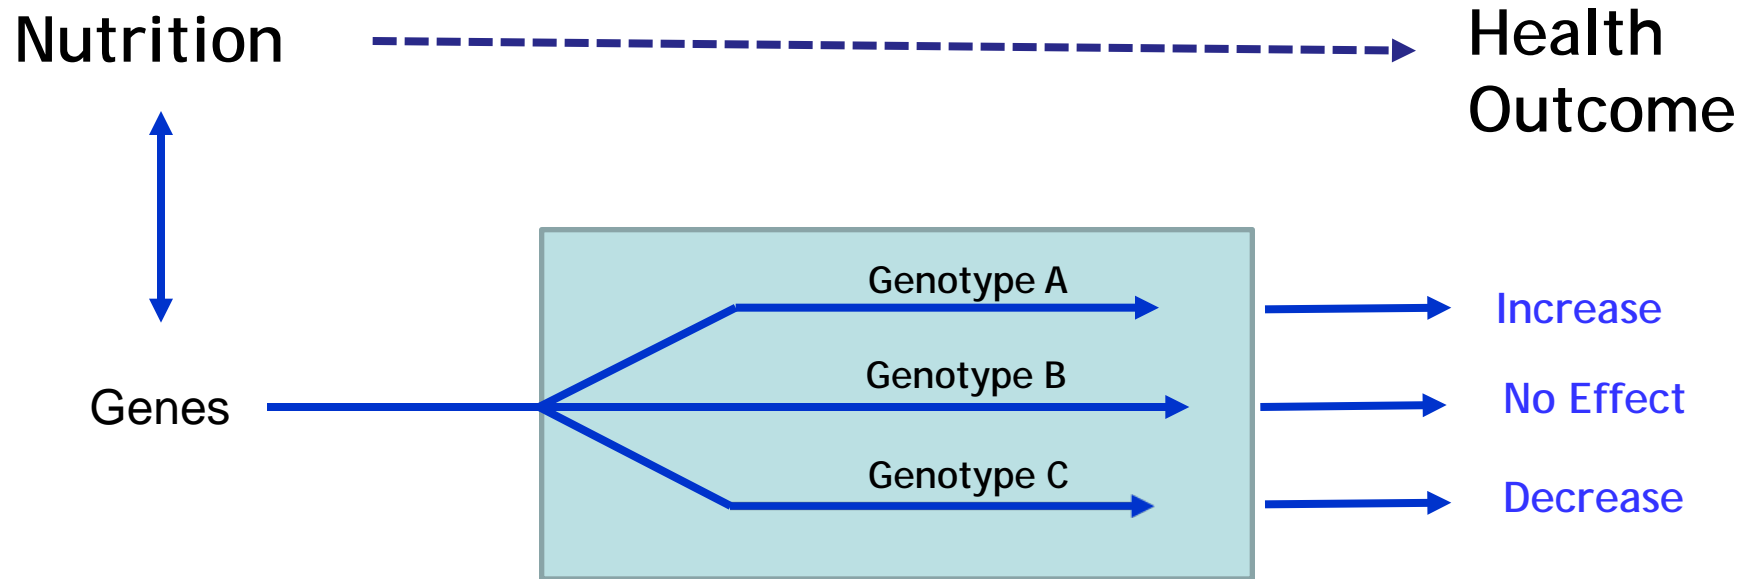 Nutrition
Health
Outcome
Genotype A
Increase
Genotype B
Genes
No Effect
Genotype C
Decrease